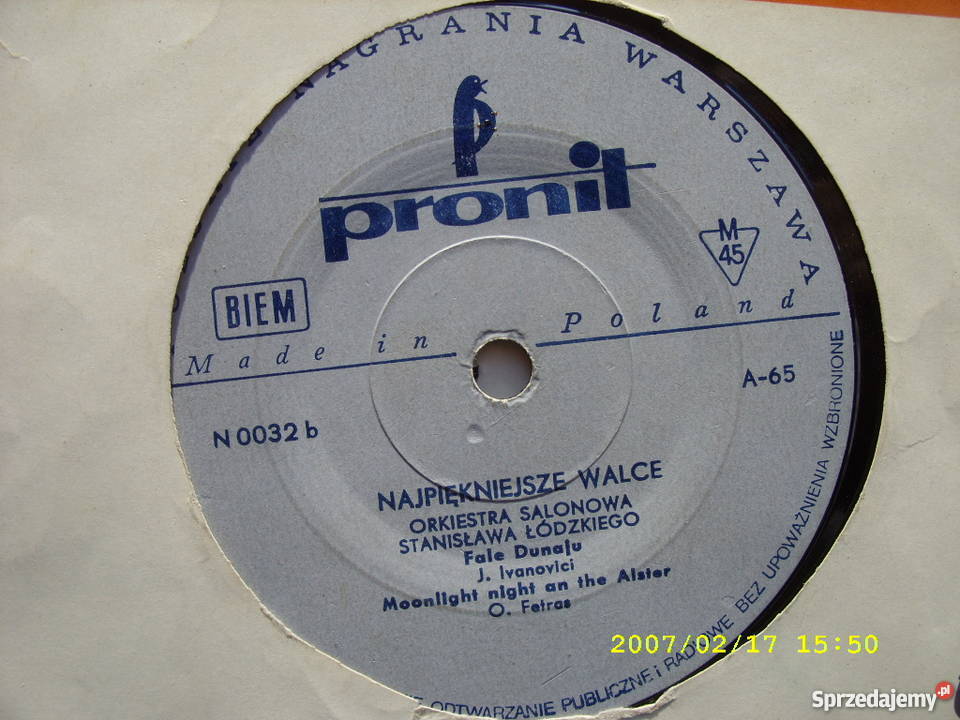 NAGRANIA WARSZAWA
pronit
M
45
BIEM
Made in Poland
A-65
N 0032 b
NAJPIĘKNIEJSZE WALCE
ORKIESTRA SALONOWA
STANISŁAWA ŁÓDZKIEGO
Fale Dunaju
J. Ivanovici
Moonlight night an the Alster
O. Fetras
ODTWARZANIE PUBLICZNE i RADIOWE BEZ UPOWAŻNIENIA WZBRONIONE
2007/02/17 15:50
Sprzedajemy.pl